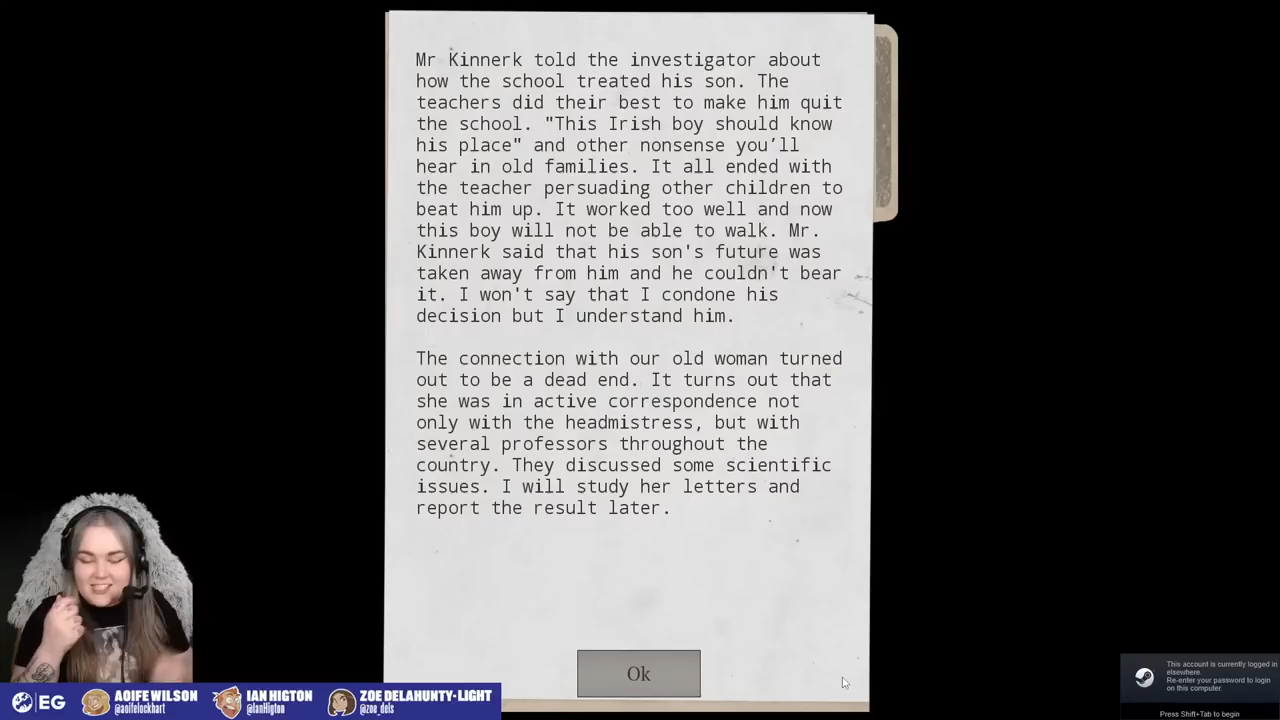 Mr Kinnerk told the investigator about
how the school treated his son. The
teachers did their best to make him quit
the school. "This Irish boy should know
his place" and other nonsense you’ll
hear in old families. It all ended with
the teacher persuading other children to
beat him up. It worked too well and now
this boy will not be able to walk. Mr.
Kinnerk said that his son's future was
taken away from him and he couldn't bear
it. I won't say that I condone his
decision but I understand him.
The connection with our old woman turned
out to be a dead end. It turns out that
she was in active correspondence not
only with the headmistress, but with
several professors throughout the
country. They discussed some scientific
issues. I will study her letters and
report the result later.
Ok
This account is currently logged in
elsewhere.
Re-enter your password to login
on this computer
Press Shift+Tab to begin
EG
AOIFE WILSON
@aoifelockhart
IAN HIGTON
@IanHigton
ZOE DELAHUNTY-LIGHT
@zoe_dels